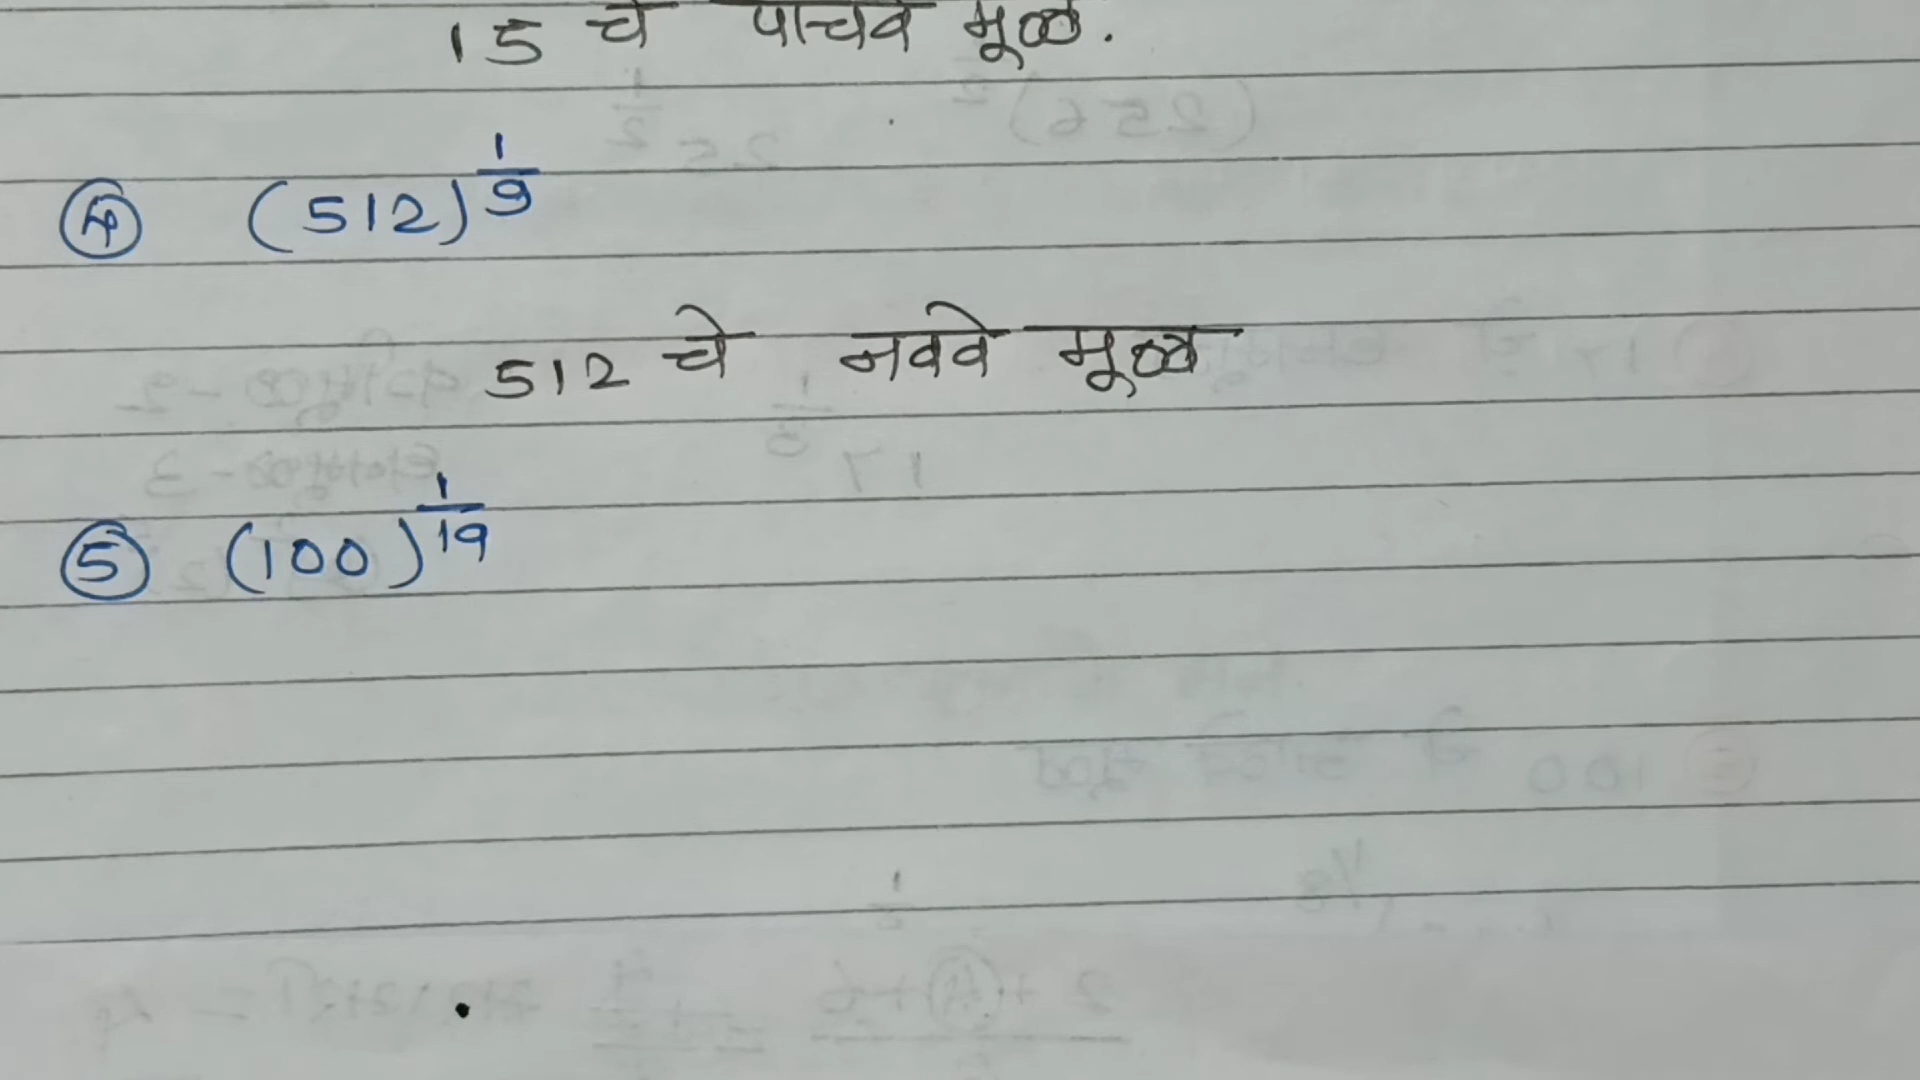 15 चे पाचवे मूळ.
④ (512)^(1/9)
512 चे नववे मूळ
⑤ (100)^(1/19)